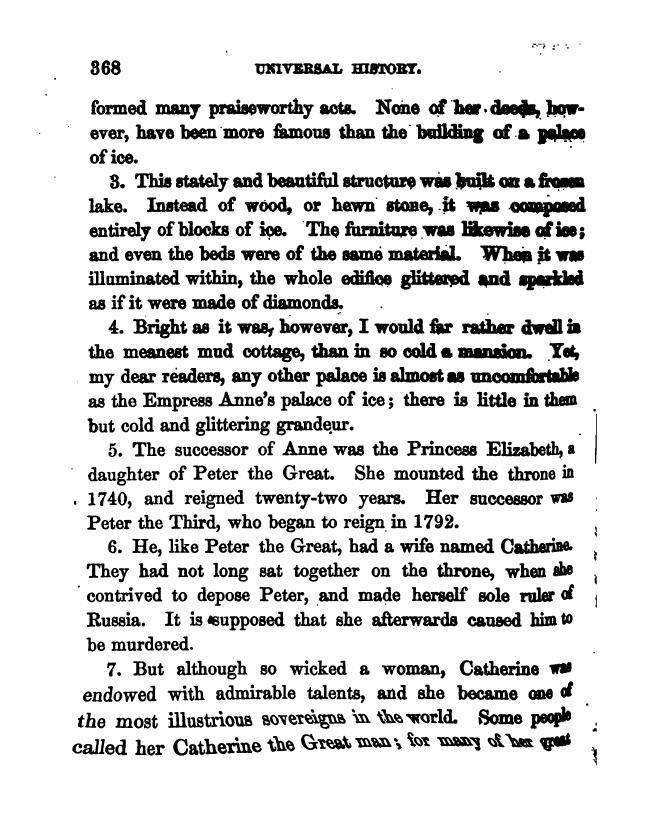 368 UNIVERSAL HISTORY.
formed many praiseworthy acts. None of her deeds, how-
ever, have been more famous than the building of a palace
of ice.
3. This stately and beautiful structure was built on a frozen
lake. Instead of wood, or hewn stone, it was composed
entirely of blocks of ice. The furniture was likewise of ice;
and even the beds were of the same material. When it was
illuminated within, the whole edifice glittered and sparkled
as if it were made of diamonds.
4. Bright as it was, however, I would far rather dwell in
the meanest mud cottage, than in so cold a mansion. Yet,
my dear readers, any other palace is almost as uncomfortable
as the Empress Anne's palace of ice; there is little in them
but cold and glittering grandeur.
5. The successor of Anne was the Princess Elizabeth, a
daughter of Peter the Great. She mounted the throne in
1740, and reigned twenty-two years. Her successor was
Peter the Third, who began to reign in 1792.
6. He, like Peter the Great, had a wife named Catherine.
They had not long sat together on the throne, when she
contrived to depose Peter, and made herself sole ruler of
Russia. It is supposed that she afterwards caused him to
be murdered.
7. But although so wicked a woman, Catherine was
endowed with admirable talents, and she became one of
the most illustrious sovereigns in the world. Some people
called her Catherine the Great man; for many of her great